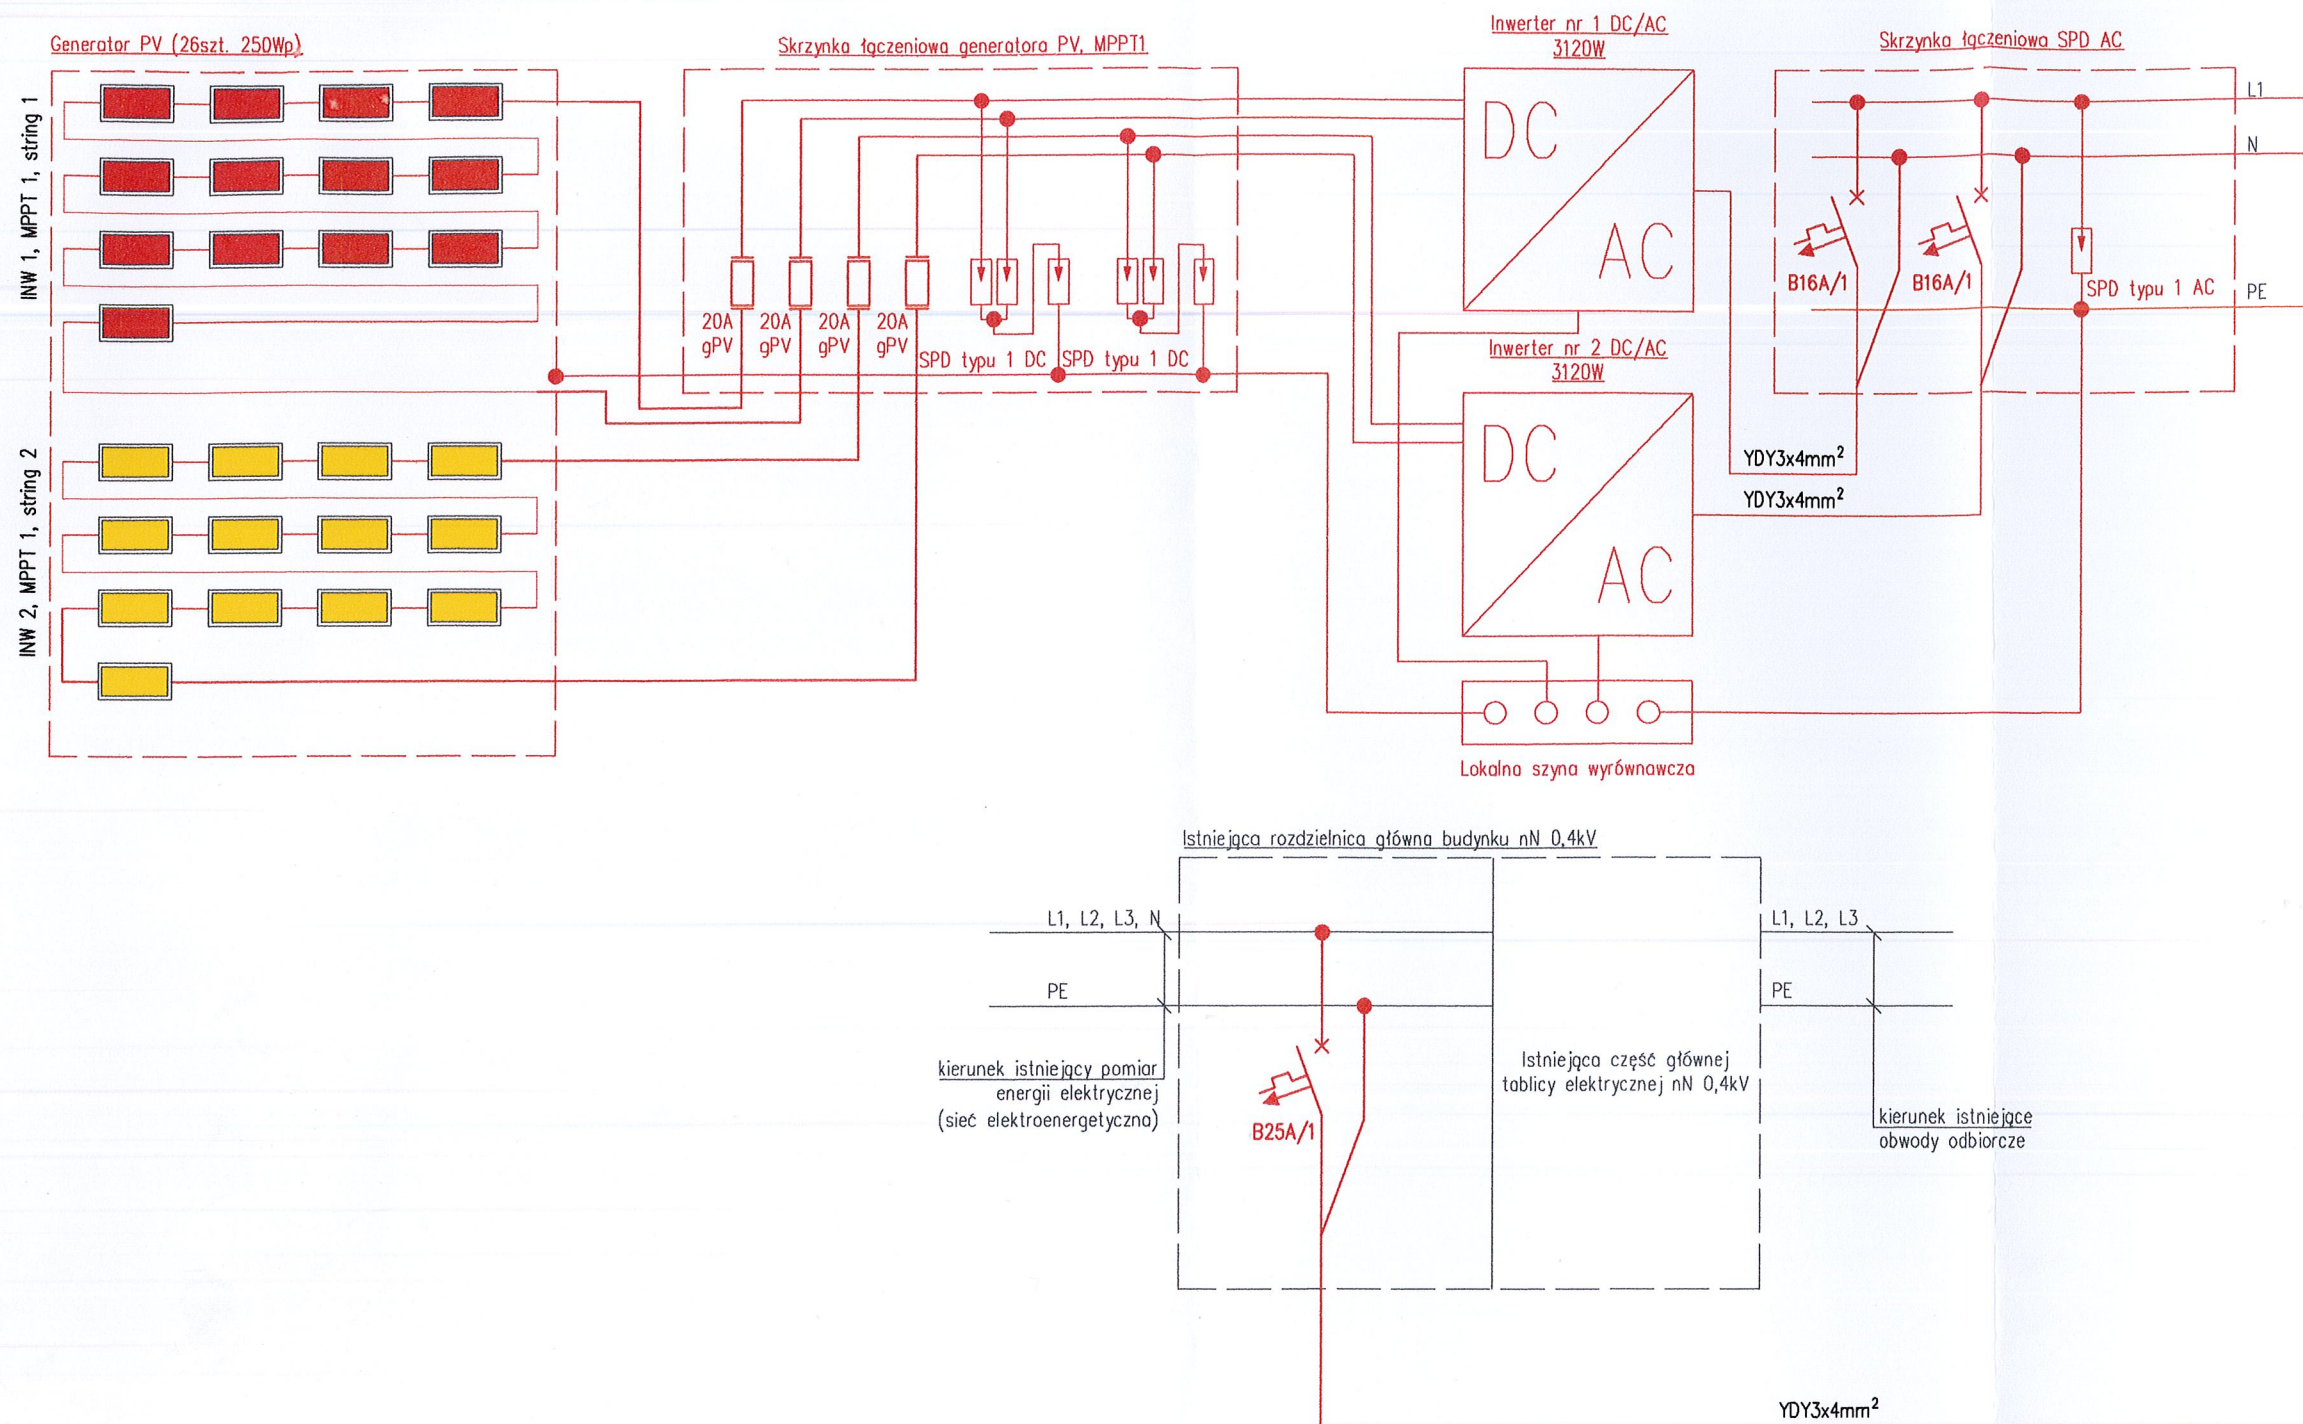 Generator PV (26szt. 250Wp)
INW 1, MPPT 1, string 1
INW 2, MPPT 1, string 2
Skrzynka łączeniowa generatora PV, MPPT1
20A
gPV
20A
gPV
20A
gPV
20A
gPV
SPD typu 1 DC
SPD typu 1 DC
Inwerter nr 1 DC/AC
3120W
DC
AC
Inwerter nr 2 DC/AC
3120W
DC
AC
Lokalna szyna wyrównawcza
Skrzynka łączeniowa SPD AC
L1
N
PE
B16A/1
B16A/1
SPD typu 1 AC
YDY3x4mm²
YDY3x4mm²
Istniejąca rozdzielnica główna budynku nN 0,4kV
L1, L2, L3, N
PE
kierunek istniejący pomiar
energii elektrycznej
(sieć elektroenergetyczna)
B25A/1
Istniejąca część głównej
tablicy elektrycznej nN 0,4kV
L1, L2, L3
PE
kierunek istniejące
obwody odbiorcze
YDY3x4mm²